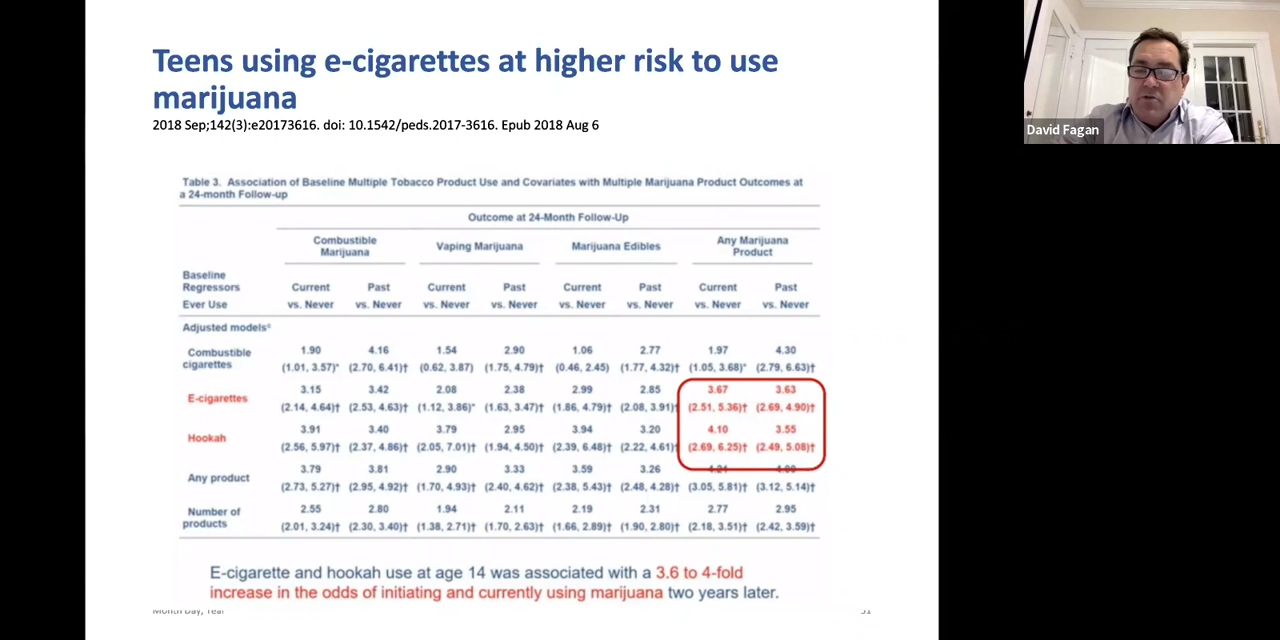 Teens using e-cigarettes at higher risk to use
marijuana
2018 Sep;142(3):e20173616. doi: 10.1542/peds.2017-3616. Epub 2018 Aug 6
David Fagan
Table 3. Association of Baseline Multiple Tobacco Product Use and Covariates with Multiple Marijuana Product Outcomes at
a 24-month Follow-up
Outcome at 24-Month Follow-Up
Combustible Marijuana Vaping Marijuana Marijuana Edibles Any Marijuana Product
Baseline
Regressors Current Past Current Past Current Past Current Past
Ever Use vs. Never vs. Never vs. Never vs. Never vs. Never vs. Never vs. Never vs. Never
Adjusted models
Combustible 1.90 4.16 1.54 2.90 1.06 2.77 1.97 4.30
cigarettes (1.01, 3.57)* (2.70, 6.41)† (0.62, 3.87) (1.75, 4.79)† (0.46, 2.45) (1.77, 4.32)† (1.05, 3.68)* (2.79, 6.63)†
3.15 3.42 2.08 2.38 2.99 2.85 3.67 3.63
E-cigarettes
(2.14, 4.64)† (2.53, 4.63)† (1.12, 3.86)* (1.63, 3.47)† (1.86, 4.79)† (2.08, 3.91)† (2.51, 5.36)† (2.69, 4.90)†
3.91 3.40 3.79 2.95 3.94 3.20 4.10 3.55
Hookah
(2.56, 5.97)† (2.37, 4.86)† (2.05, 7.01)† (1.94, 4.50)† (2.39, 6.48)† (2.22, 4.61)† (2.69, 6.25)† (2.49, 5.08)†
3.79 3.81 2.90 3.33 3.59 3.26
Any product
(2.73, 5.27)† (2.95, 4.92)† (1.70, 4.93)† (2.40, 4.62)† (2.38, 5.43)† (2.48, 4.28)† (3.05, 5.81)† (3.12, 5.14)†
Number of 2.55 2.80 1.94 2.11 2.19 2.31 2.77 2.95
products (2.01, 3.24)† (2.30, 3.40)† (1.38, 2.71)† (1.70, 2.63)† (1.66, 2.89)† (1.90, 2.80)† (2.18, 3.51)† (2.42, 3.59)†
E-cigarette and hookah use at age 14 was associated with a 3.6 to 4-fold
increase in the odds of initiating and currently using marijuana two years later.
Month Day, Year